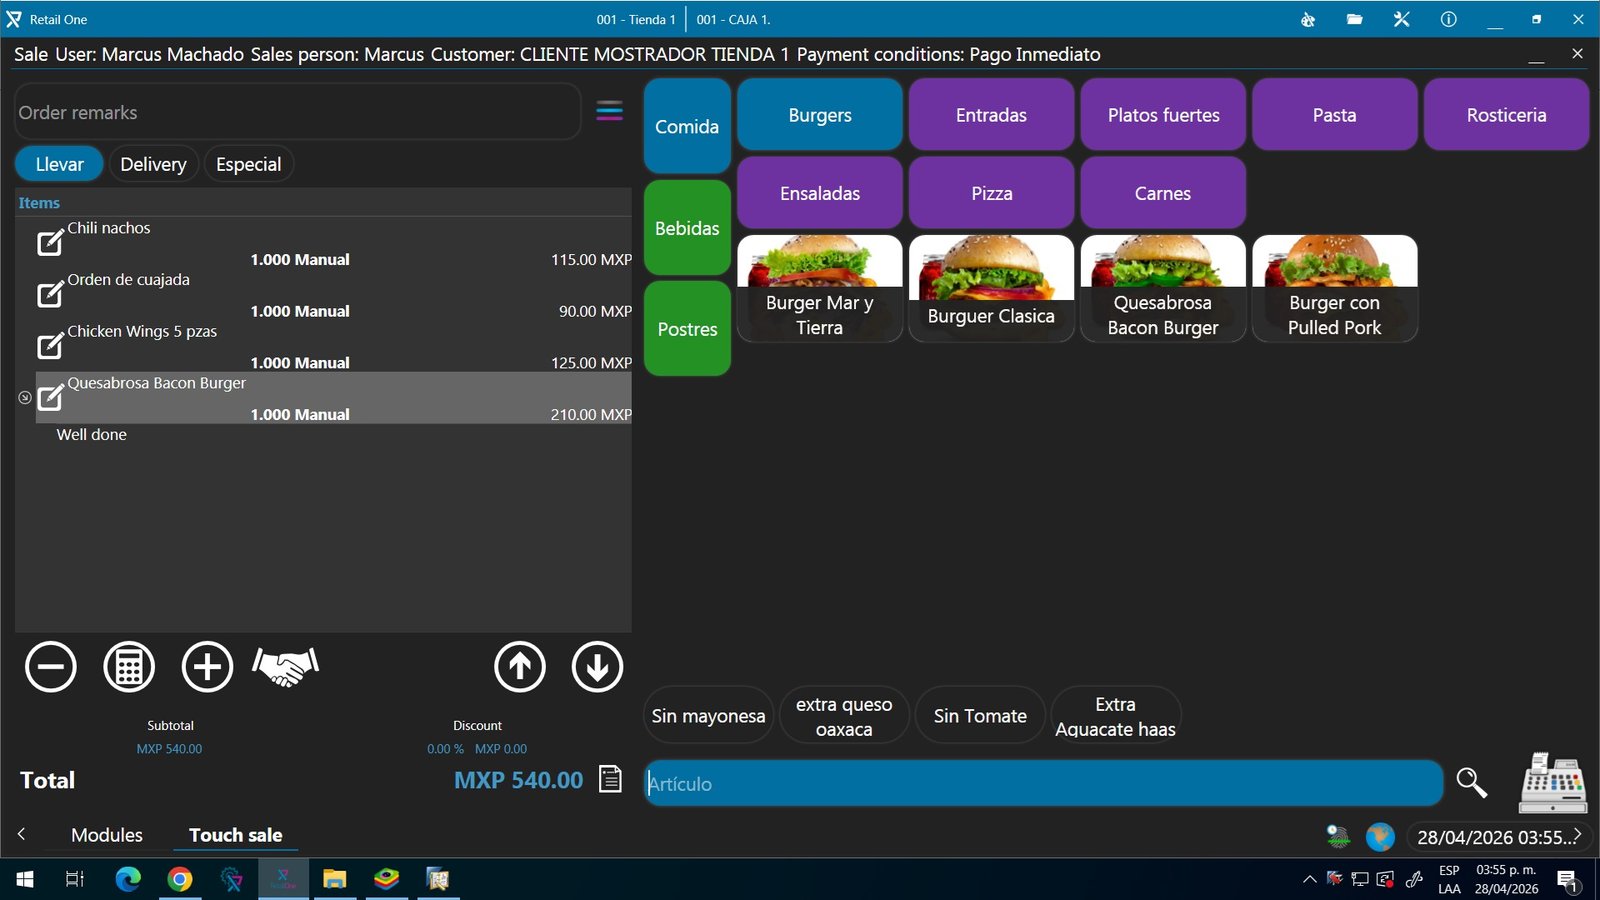 Retail One
001 - Tienda 1
001 - CAJA 1.
Sale User: Marcus Machado Sales person: Marcus Customer: CLIENTE MOSTRADOR TIENDA 1 Payment conditions: Pago Inmediato
Order remarks
Llevar
Delivery
Especial
Items
Chili nachos
1.000 Manual
115.00 MXP
Orden de cuajada
1.000 Manual
90.00 MXP
Chicken Wings 5 pzas
1.000 Manual
125.00 MXP
Quesabrosa Bacon Burger
1.000 Manual
210.00 MXP
Well done
Subtotal
MXP 540.00
Discount
0.00 %
MXP 0.00
Total
MXP 540.00
Comida
Bebidas
Postres
Burgers
Entradas
Platos fuertes
Pasta
Rosticeria
Ensaladas
Pizza
Carnes
Burger Mar y
Tierra
Burguer Clasica
Quesabrosa
Bacon Burger
Burger con
Pulled Pork
Sin mayonesa
extra queso
oaxaca
Sin Tomate
Extra
Aguacate haas
Artículo
Modules
Touch sale
28/04/2026 03:55...
ESP
LAA
03:55 p. m.
28/04/2026
1